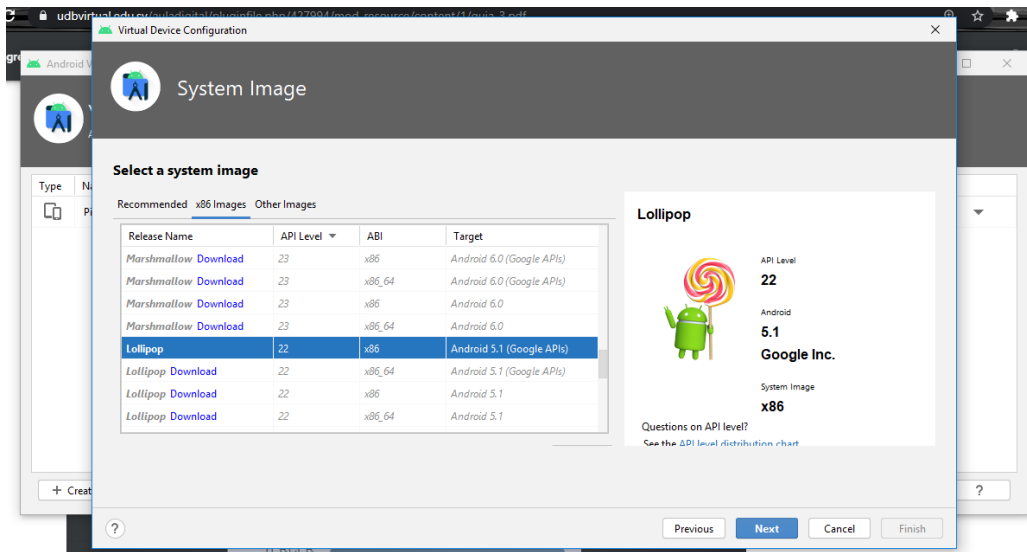 udbvirtual.edu.sv/auladigital/pluginfile.php/427994/mod_resource/content/1/guia-3.pdf
Virtual Device Configuration
Android V
System Image
Select a system image
Type
Recommended x86 Images Other Images
Release Name API Level ABI Target
Marshmallow Download 23 x86 Android 6.0 (Google APIs)
Marshmallow Download 23 x86_64 Android 6.0 (Google APIs)
Marshmallow Download 23 x86 Android 6.0
Marshmallow Download 23 x86_64 Android 6.0
Lollipop 22 x86 Android 5.1 (Google APIs)
Lollipop Download 22 x86_64 Android 5.1 (Google APIs)
Lollipop Download 22 x86 Android 5.1
Lollipop Download 22 x86_64 Android 5.1
Lollipop
API Level
22
Android
5.1
Google Inc.
System Image
x86
Questions on API level?
See the API level distribution chart
+ Creat
?
?
Previous Next Cancel Finish